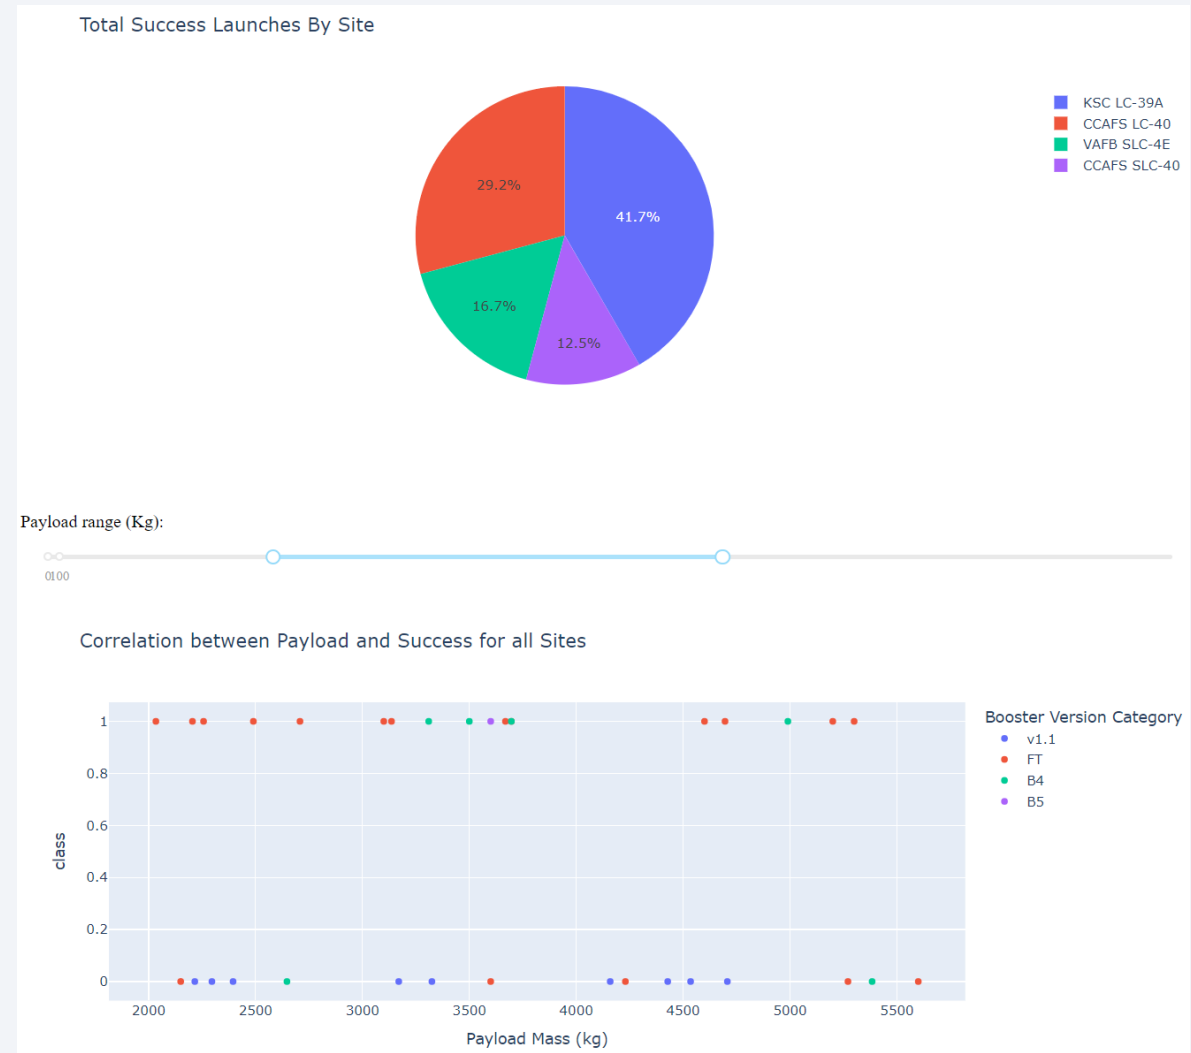 Total Success Launches By Site
KSC LC-39A
CCAFS LC-40
VAFB SLC-4E
CCAFS SLC-40
29.2%
41.7%
16.7%
12.5%
Payload range (Kg):
0100
Correlation between Payload and Success for all Sites
Booster Version Category
v1.1
FT
B4
B5
1
0.8
0.6
0.4
0.2
0
class
2000 2500 3000 3500 4000 4500 5000 5500
Payload Mass (kg)